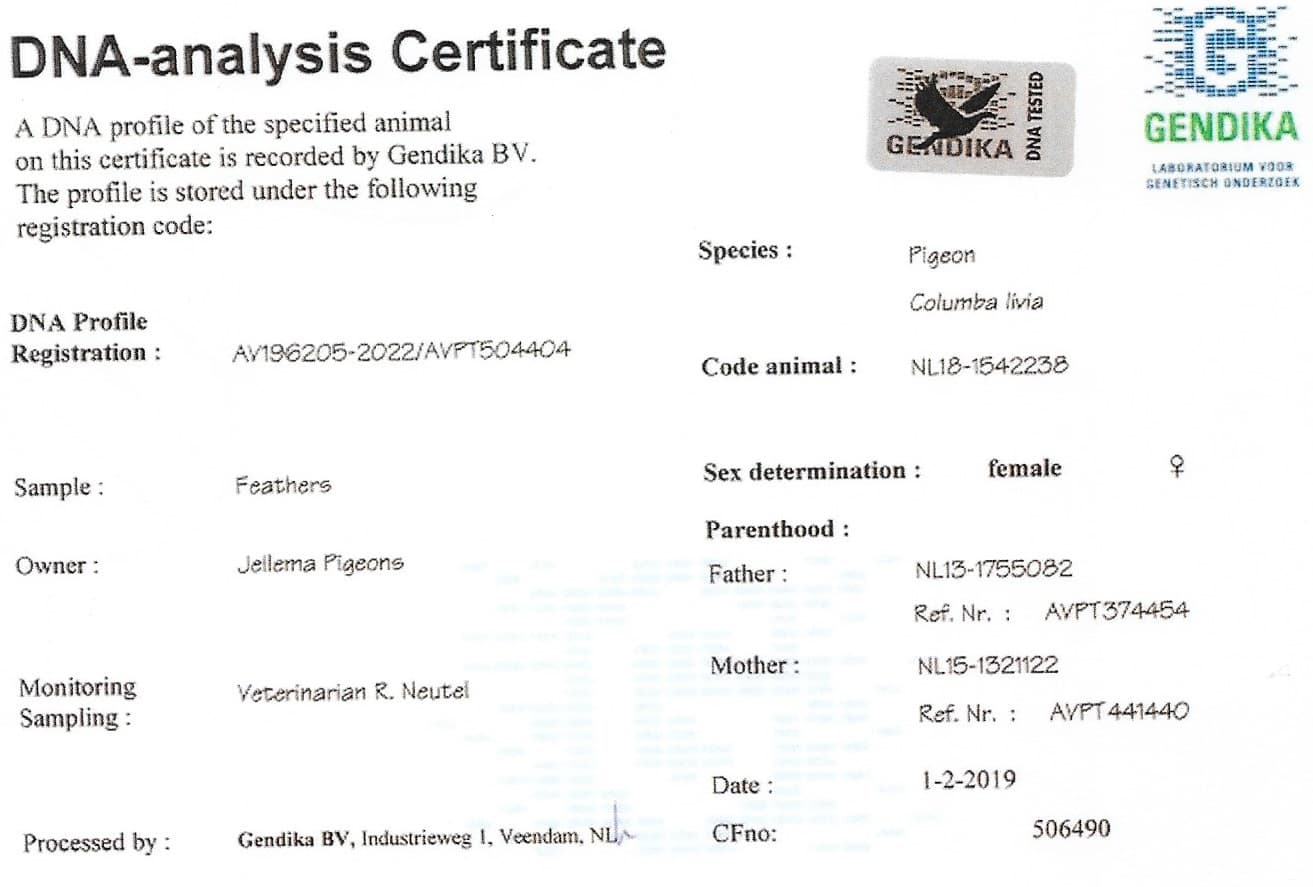 DNA-analysis Certificate
A DNA profile of the specified animal
on this certificate is recorded by Gendika BV.
The profile is stored under the following
registration code:
GENDIKA
DNA TESTED
GENDIKA
LABORATORIUM VOOR
GENETISCH ONDERZOEK
DNA Profile
Registration : AV196205-2022/AVPT504404
Sample : Feathers
Owner : Jellema Pigeons
Monitoring
Sampling : Veterinarian R. Neutel
Processed by : Gendika BV, Industrieweg 1, Veendam, NL
Species : Pigeon
Columba livia
Code animal : NL18-1542238
Sex determination : female ♀
Parenthood :
Father : NL13-1755082
Ref. Nr. : AVPT374454
Mother : NL15-1321122
Ref. Nr. : AVPT441440
Date : 1-2-2019
CFno: 506490